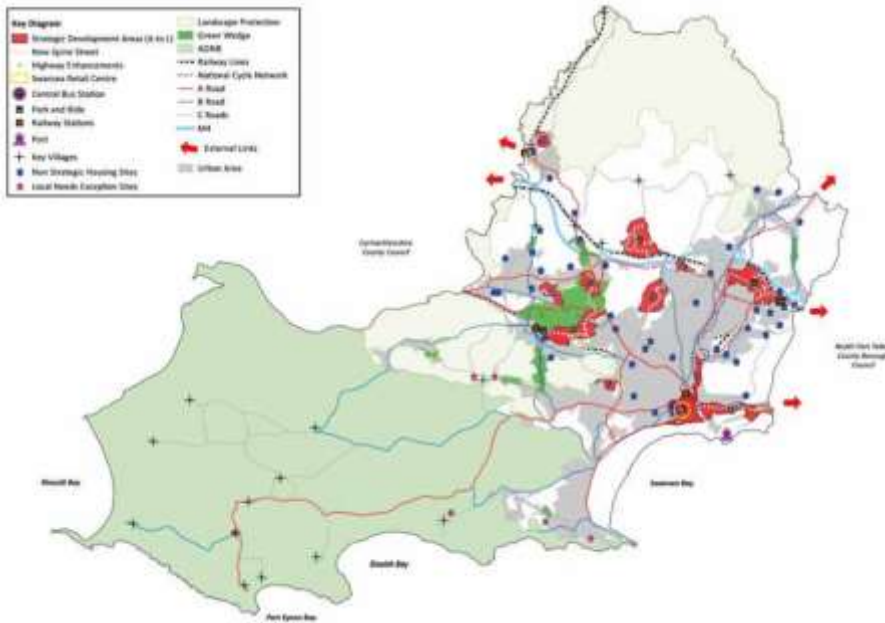 Key Diagram
Strategic Development Areas (A to L)
New Spine Street
Highway Enhancements
Swansea Retail Centre
Central Bus Station
Park and Ride
Railway Stations
Port
Key Villages
Non Strategic Housing Sites
Local Needs Exception Sites
Landscape Protection
Green Wedge
AONB
Railway Lines
National Cycle Network
A Road
B Road
C Roads
M4
External Links
Urban Area
Carmarthenshire
County Council
Neath Port Talbot
County Borough
Council
Rhossili Bay
Swansea Bay
Oxwich Bay
Port Eynon Bay